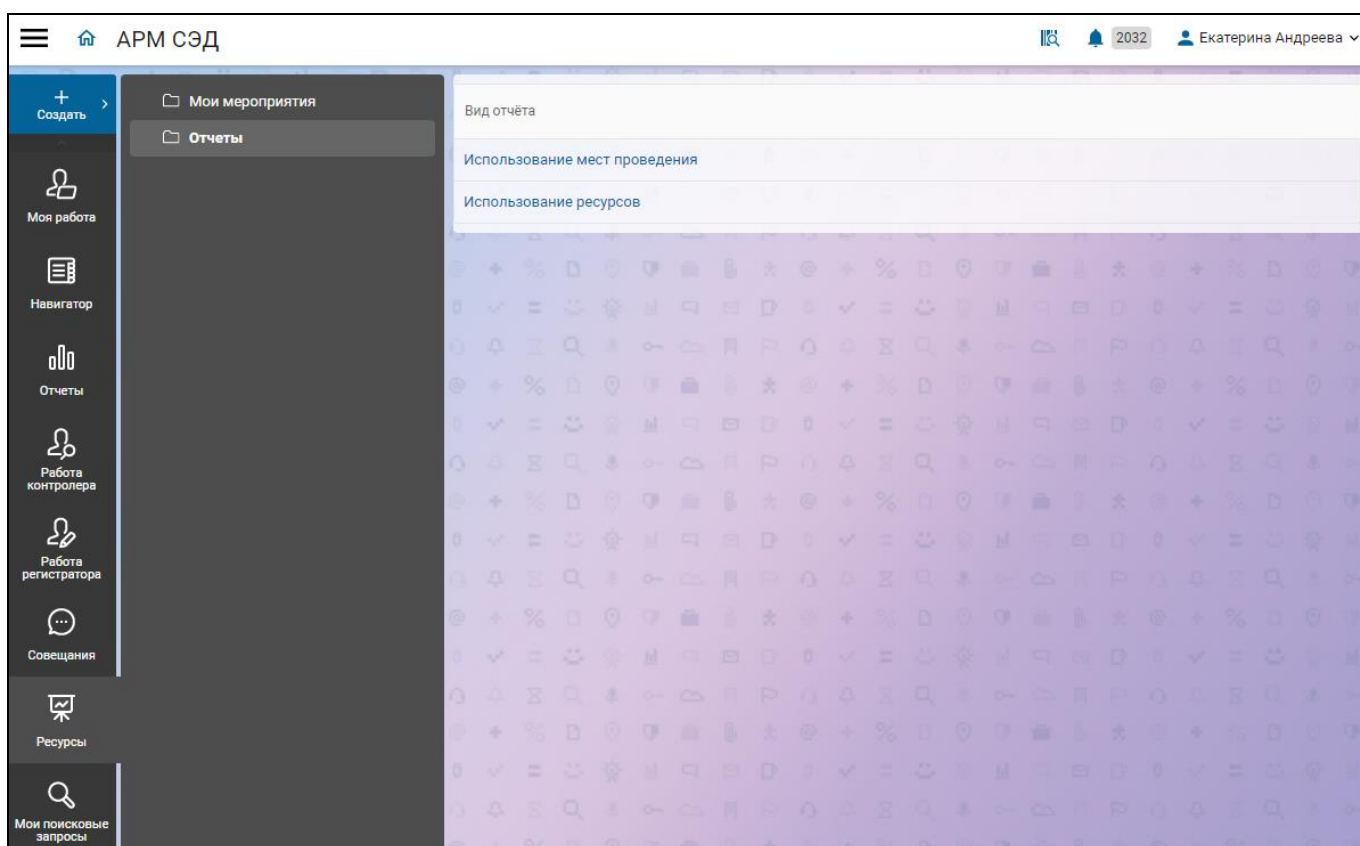 АРМ СЭД
2032
Екатерина Андреева
+
Создать
Мои мероприятия
Отчеты
Вид отчёта
Использование мест проведения
Использование ресурсов
Моя работа
Навигатор
Отчеты
Работа
контролера
Работа
регистратора
Совещания
Ресурсы
Мои поисковые
запросы